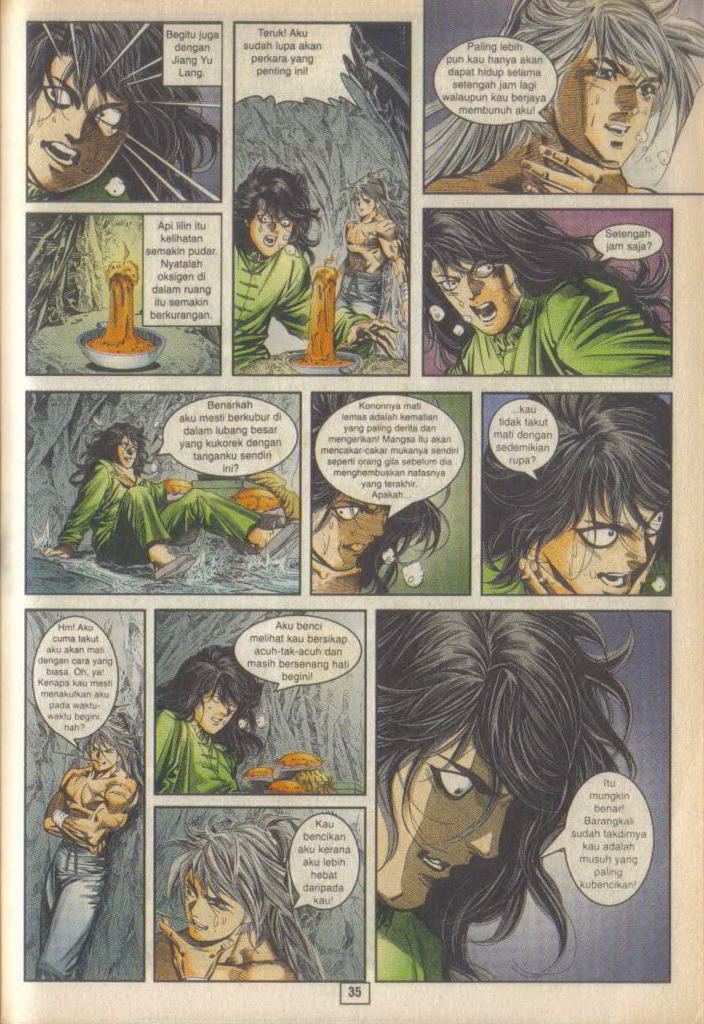 Begitu juga
dengan
Jiang Yu
Lang.
Teruk! Aku
sudah lupa akan
perkara yang
penting ini!
Paling lebih
pun kau hanya akan
dapat hidup selama
setengah jam lagi
walaupun kau berjaya
membunuh aku!
Api lilin itu
kelihatan
semakin pudar.
Nyatalah
oksigen di
dalam ruang
itu semakin
berkurangan.
Setengah
jam saja?
Benarkah
aku mesti berkubur di
dalam lubang besar
yang kukorek dengan
tanganku sendiri
ini?
Kononnya mati
lemas adalah kematian
yang paling derita dan
mengerikan! Mangsa itu akan
mencakar-cakar mukanya sendiri
seperti orang gila sebelum dia
menghembuskan nafasnya
yang terakhir.
Apakah...
...kau
tidak takut
mati dengan
sedemikian
rupa?
Hm! Aku
cuma takut
aku akan mati
dengan cara yang
biasa. Oh, ya!
Kenapa kau mesti
menakutkan aku
pada waktu-
waktu begini,
hah?
Aku benci
melihat kau bersikap
acuh-tak-acuh dan
masih bersenang hati
begini!
Kau
bencikan
aku kerana
aku lebih
hebat
daripada
kau!
Itu
mungkin
benar!
Barangkali
sudah takdirnya
kau adalah
musuh yang
paling
kubencikan!
35